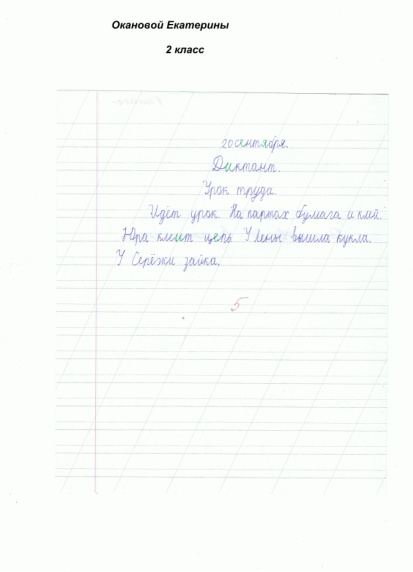 Окановой Екатерины
2 класс
20 сентября.
Диктант.
Урок труда.
Идёт урок. На партах бумага и клей.
Юра клеит цепь. У Лены вышла кукла.
У Серёжи зайка.
5